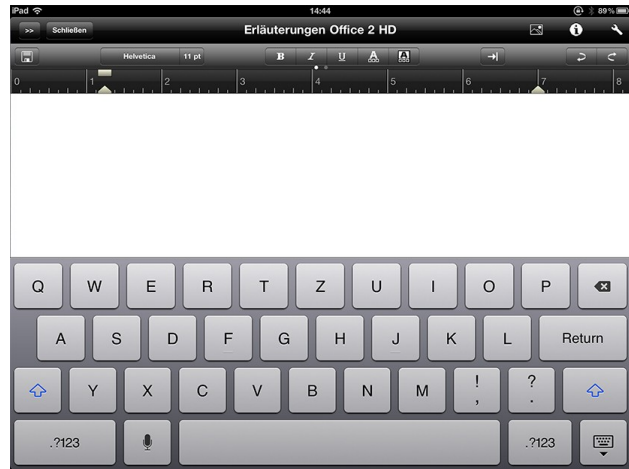 iPad 14:44 89 %
>> Schließen Erläuterungen Office 2 HD i
Helvetica 11 pt B I U A A
0 1 2 3 4 5 6 7 8
Q W E R T Z U I O P
A S D F G H J K L Return
Y X C V B N M ! , ? .
.?123 .?123